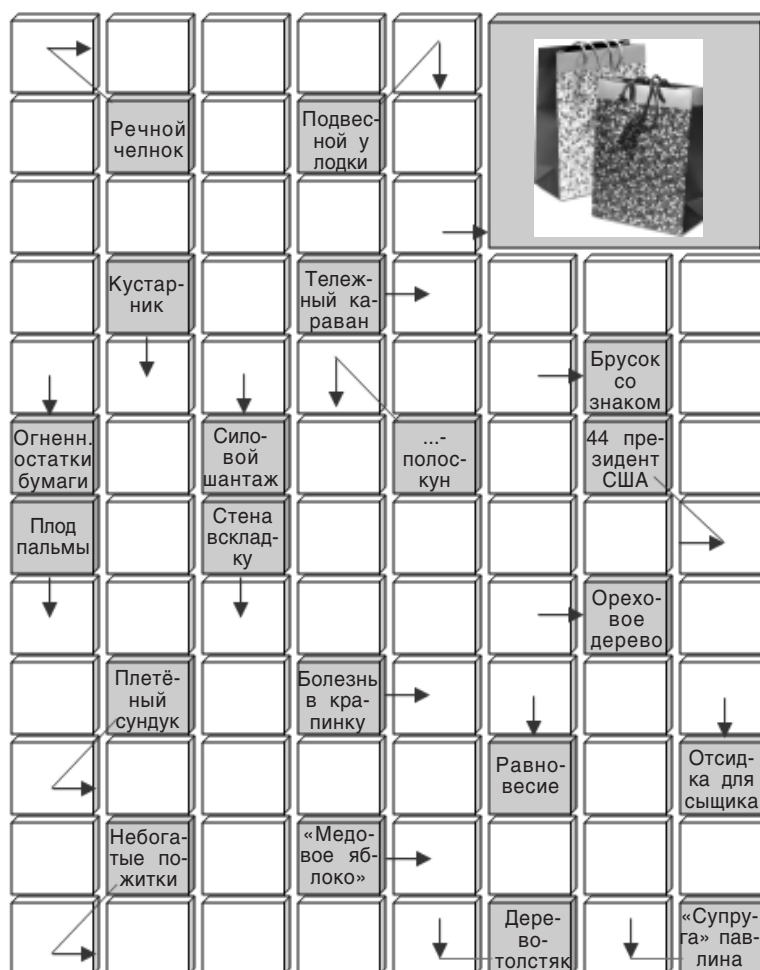 Речной
челнок
Подвес-
ной у
лодки
Кустар-
ник
Тележ-
ный ка-
раван
Брусок
со
знаком
Огненн.
остатки
бумаги
Сило-
вой
шантаж
...-
полос-
кун
44 пре-
зидент
США
Плод
пальмы
Стена
вклад-
ку
Орехо-
вое
дерево
Плетё-
ный
сундук
Болезнь
в кра-
пинку
Равно-
весие
Отсид-
ка для
сыщика
Небога-
тые по-
житки
«Медо-
вое яб-
локо»
Дере-
во-
толстяк
«Супру-
га» пав-
лина